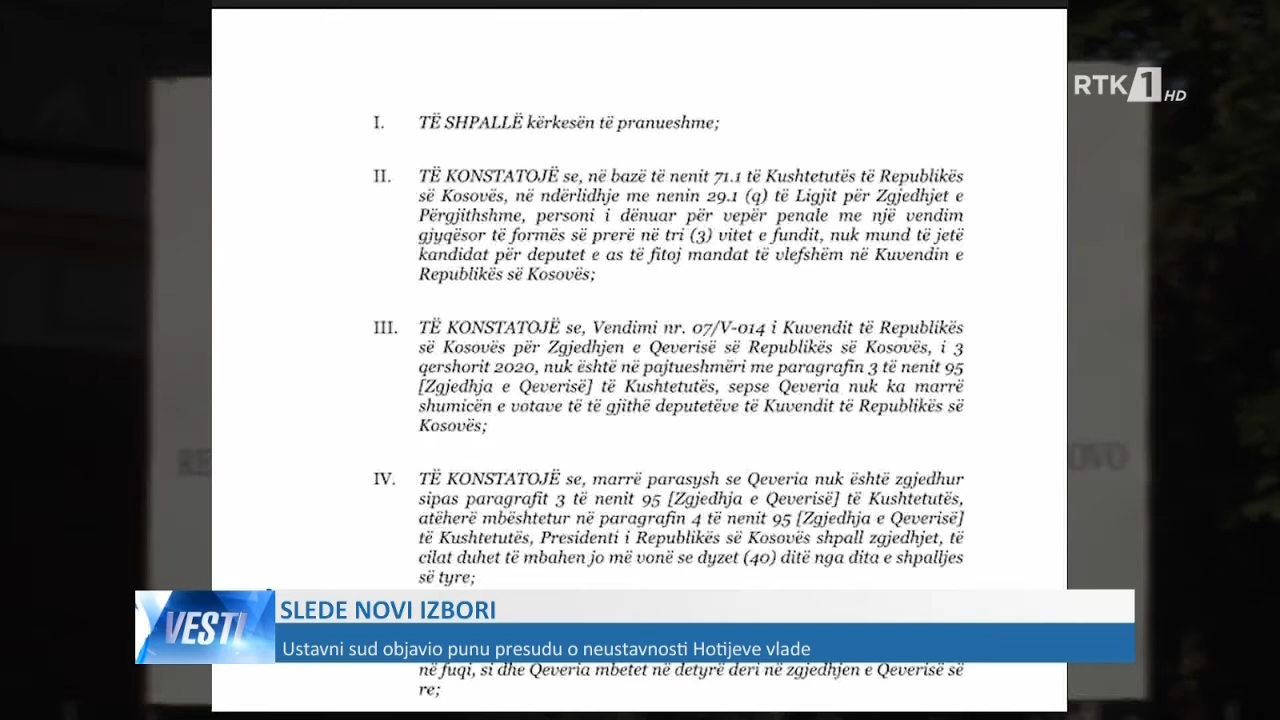 RTK 1 HD
I. TË SHPALLË kërkesën të pranueshme;
II. TË KONSTATOJË se, në bazë të nenit 71.1 të Kushtetutës të Republikës
së Kosovës, në ndërlidhje me nenin 29.1 (q) të Ligjit për Zgjedhjet e
Përgjithshme, personi i dënuar për vepër penale me një vendim
gjyqësor të formës së prerë në tri (3) vitet e fundit, nuk mund të jetë
kandidat për deputet e as të fitoj mandat të vlefshëm në Kuvendin e
Republikës së Kosovës;
III. TË KONSTATOJË se, Vendimi nr. 07/V-014 i Kuvendit të Republikës
së Kosovës për Zgjedhjen e Qeverisë së Republikës së Kosovës, i 3
qershorit 2020, nuk është në pajtueshmëri me paragrafin 3 të nenit 95
[Zgjedhja e Qeverisë] të Kushtetutës, sepse Qeveria nuk ka marrë
shumicën e votave të të gjithë deputetëve të Kuvendit të Republikës së
Kosovës;
IV. TË KONSTATOJË se, marrë parasysh se Qeveria nuk është zgjedhur
sipas paragrafit 3 të nenit 95 [Zgjedhja e Qeverisë] të Kushtetutës,
atëherë mbështetur në paragrafin 4 të nenit 95 [Zgjedhja e Qeverisë]
të Kushtetutës, Presidenti i Republikës së Kosovës shpall zgjedhjet, të
cilat duhet të mbahen jo më vonë se dyzet (40) ditë nga dita e shpalljes
së tyre;
VESTI
SLEDE NOVI IZBORI
Ustavni sud objavio punu presudu o neustavnosti Hotijeve vlade
në fuqi, si dhe Qeveria mbetet në detyrë deri në zgjedhjen e Qeverisë së
re;